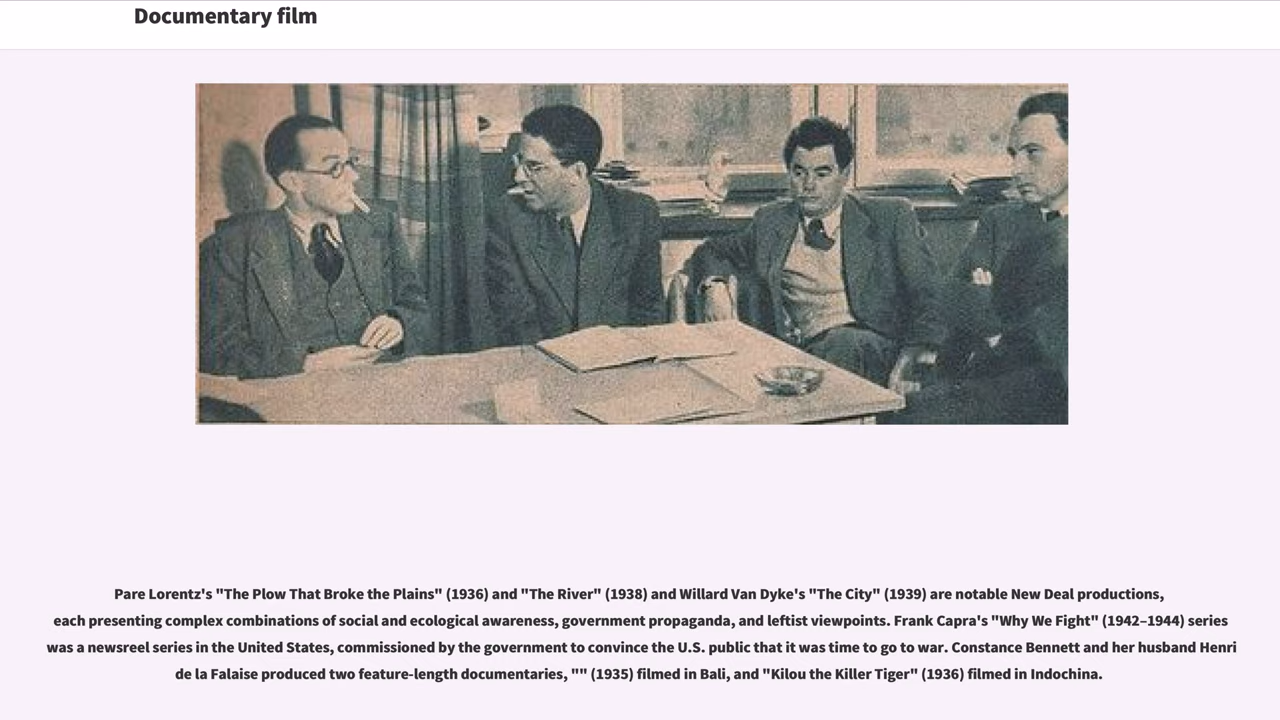 Documentary film
Pare Lorentz's "The Plow That Broke the Plains" (1936) and "The River" (1938) and Willard Van Dyke's "The City" (1939) are notable New Deal productions,
each presenting complex combinations of social and ecological awareness, government propaganda, and leftist viewpoints. Frank Capra's "Why We Fight" (1942–1944) series
was a newsreel series in the United States, commissioned by the government to convince the U.S. public that it was time to go to war. Constance Bennett and her husband Henri
de la Falaise produced two feature-length documentaries, "" (1935) filmed in Bali, and "Kilou the Killer Tiger" (1936) filmed in Indochina.